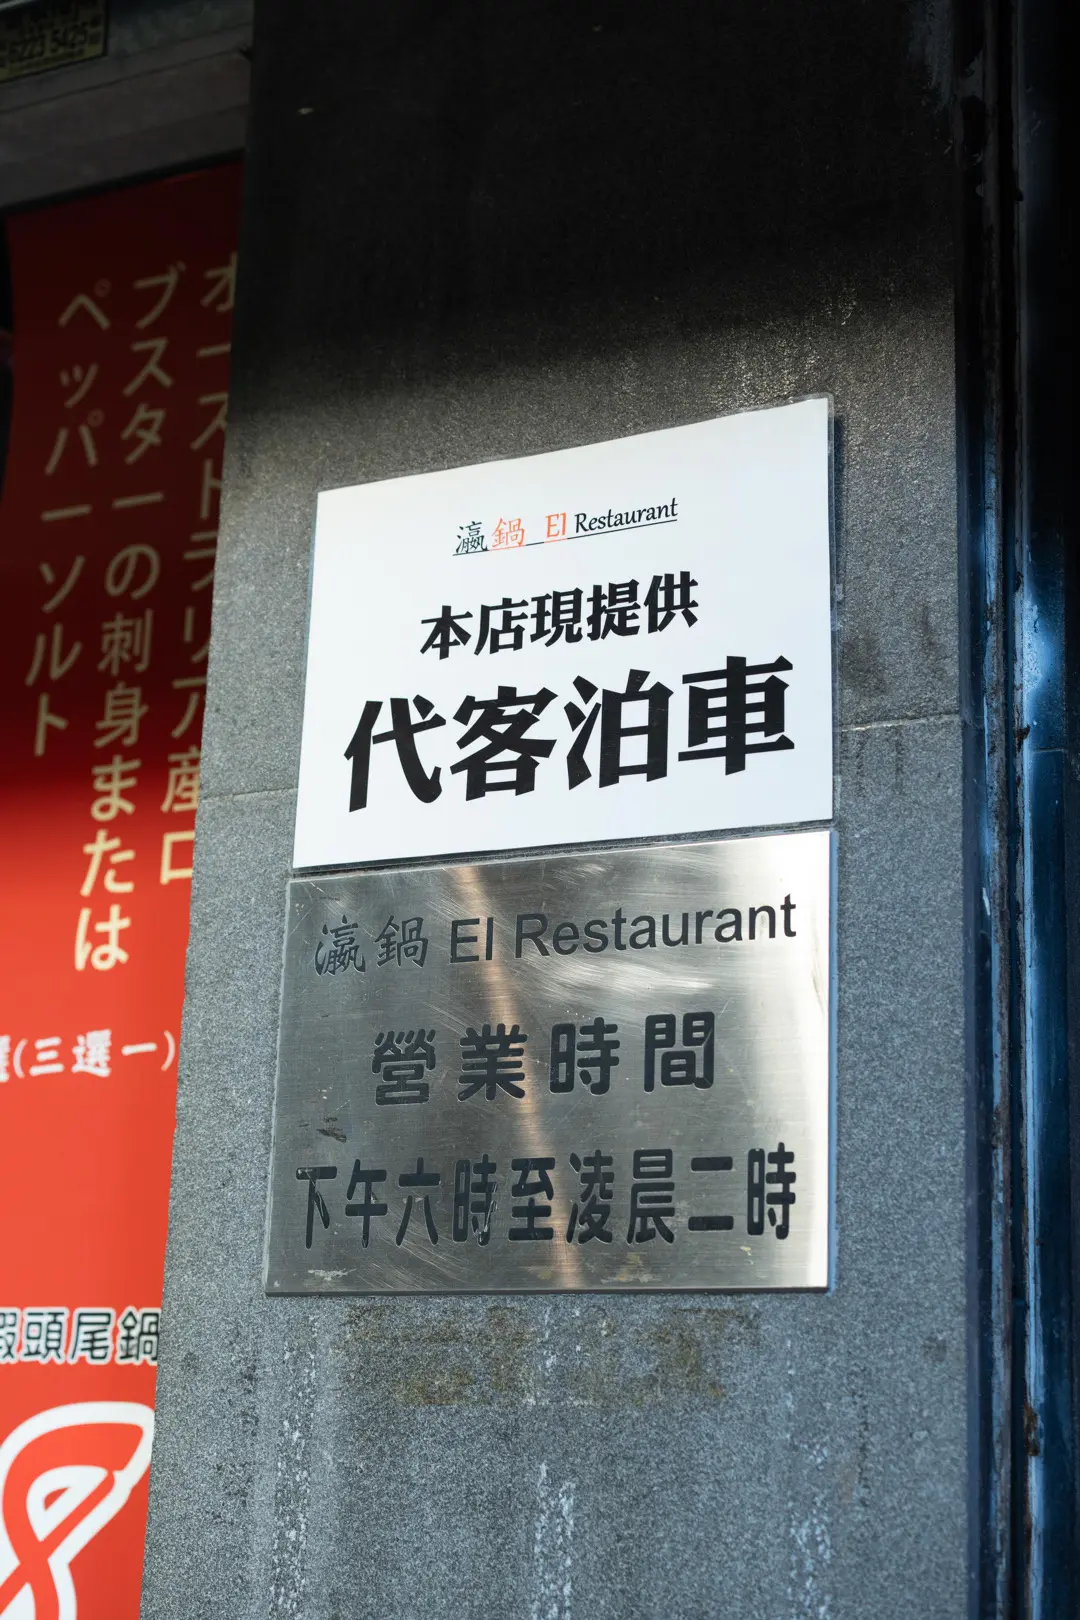 瀛鍋 El Restaurant
本店現提供
代客泊車
瀛鍋 El Restaurant
營業時間
下午六時至凌晨二時
オーストラリア産ロ
ブスターの刺身または
ペッパーソルト
(三選一)
頭尾鍋
8